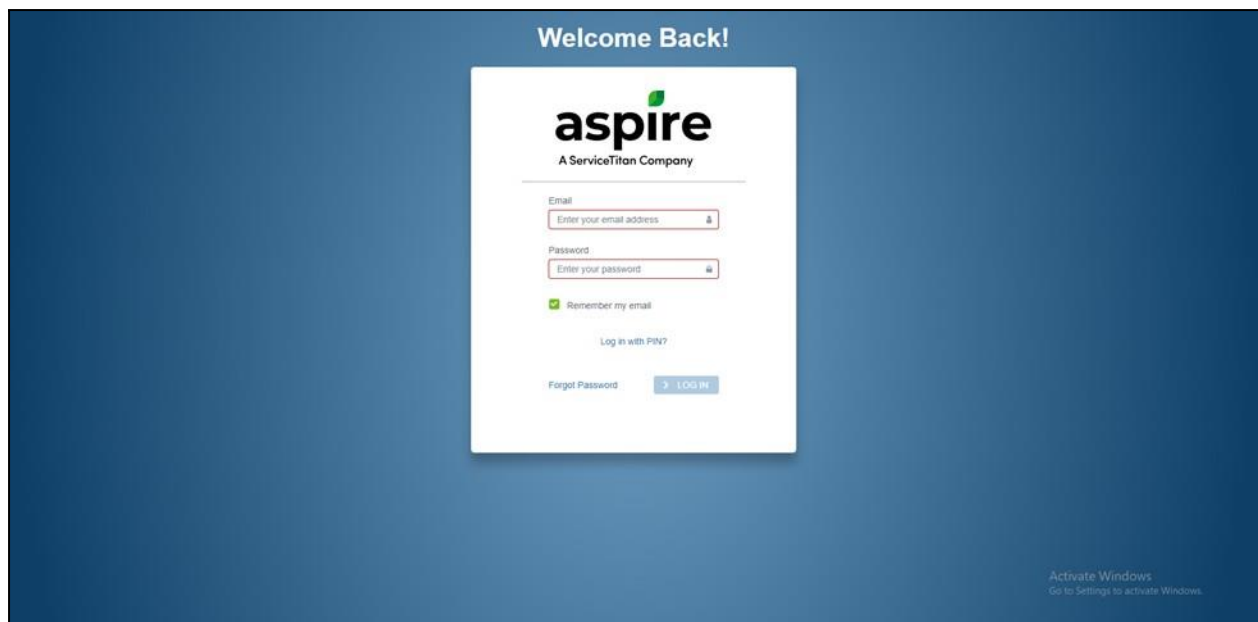 Welcome Back!
aspire
A ServiceTitan Company
Email
Enter your email address
Password
Enter your password
Remember my email
Log in with PIN?
Forgot Password
LOG IN
Activate Windows
Go to Settings to activate Windows.